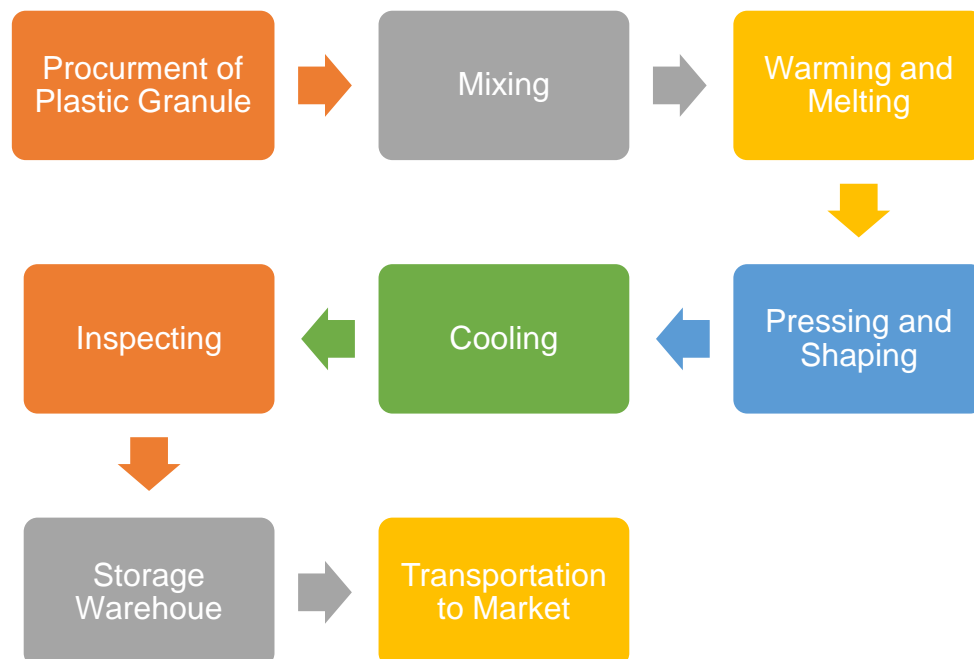 Procurment of
Plastic Granule
Mixing
Warming and
Melting
Pressing and
Shaping
Cooling
Inspecting
Storage
Warehoue
Transportation
to Market